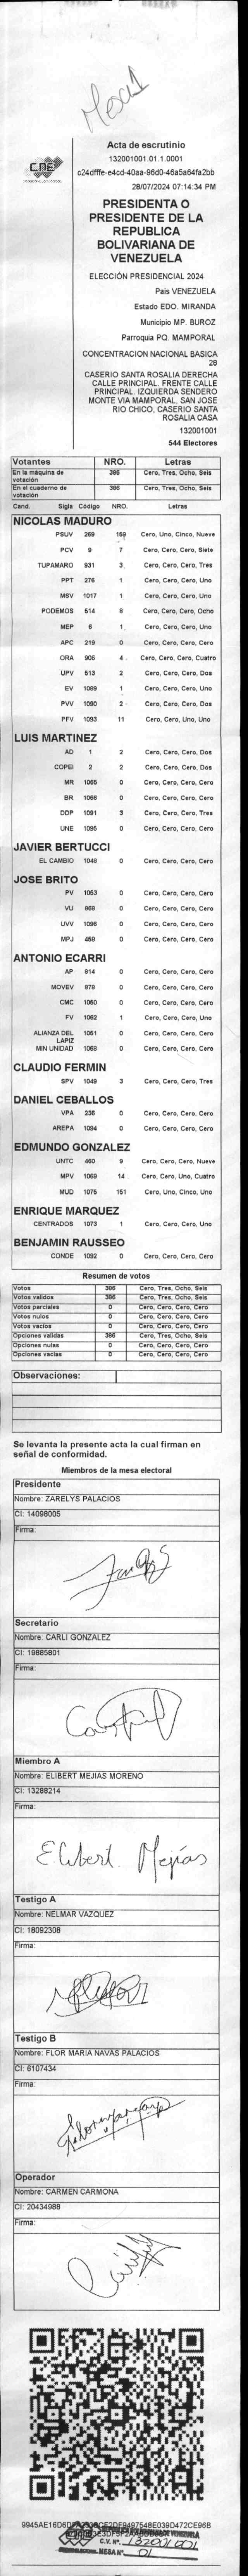 Mesa 1
CNE
Acta de escrutinio
132001001.01.1.0001
c24dfffe-e4cd-40aa-96d0-46a5a64fa2bb
28/07/2024 07:14:34 PM
PRESIDENTA O
PRESIDENTE DE LA
REPUBLICA
BOLIVARIANA DE
VENEZUELA
ELECCIÓN PRESIDENCIAL 2024
Pais VENEZUELA
Estado EDO. MIRANDA
Municipio MP. BUROZ
Parroquia PQ. MAMPORAL
CONCENTRACION NACIONAL BASICA
28
CASERIO SANTA ROSALIA DERECHA
CALLE PRINCIPAL. FRENTE CALLE
PRINCIPAL. IZQUIERDA SENDERO
MONTE VIA MAMPORAL, SAN JOSE
RIO CHICO, CASERIO SANTA
ROSALIA CASA
132001001
544 Electores
Votantes NRO. Letras
En la máquina de votación 386 Cero, Tres, Ocho, Seis
En el cuaderno de votación 386 Cero, Tres, Ocho, Seis
Cand. Sigla Código NRO. Letras
NICOLAS MADURO
PSUV 269 159 Cero, Uno, Cinco, Nueve
PCV 9 7 Cero, Cero, Cero, Siete
TUPAMARO 931 3 Cero, Cero, Cero, Tres
PPT 276 1 Cero, Cero, Cero, Uno
MSV 1017 1 Cero, Cero, Cero, Uno
PODEMOS 514 8 Cero, Cero, Cero, Ocho
MEP 6 1 Cero, Cero, Cero, Uno
APC 219 0 Cero, Cero, Cero, Cero
ORA 906 4 Cero, Cero, Cero, Cuatro
UPV 513 2 Cero, Cero, Cero, Dos
EV 1089 1 Cero, Cero, Cero, Uno
PVV 1090 2 Cero, Cero, Cero, Dos
PFV 1093 11 Cero, Cero, Uno, Uno
LUIS MARTINEZ
AD 1 2 Cero, Cero, Cero, Dos
COPEI 2 2 Cero, Cero, Cero, Dos
MR 1065 0 Cero, Cero, Cero, Cero
BR 1068 0 Cero, Cero, Cero, Cero
DDP 1091 3 Cero, Cero, Cero, Tres
UNE 1095 0 Cero, Cero, Cero, Cero
JAVIER BERTUCCI
EL CAMBIO 1048 0 Cero, Cero, Cero, Cero
JOSE BRITO
PV 1053 0 Cero, Cero, Cero, Cero
VU 968 0 Cero, Cero, Cero, Cero
UVV 1096 0 Cero, Cero, Cero, Cero
MPJ 458 0 Cero, Cero, Cero, Cero
ANTONIO ECARRI
AP 814 0 Cero, Cero, Cero, Cero
MOVEV 979 0 Cero, Cero, Cero, Cero
CMC 1050 0 Cero, Cero, Cero, Cero
FV 1062 1 Cero, Cero, Cero, Uno
ALIANZA DEL LAPIZ 1051 0 Cero, Cero, Cero, Cero
MIN UNIDAD 1069 0 Cero, Cero, Cero, Cero
CLAUDIO FERMIN
SPV 1049 3 Cero, Cero, Cero, Tres
DANIEL CEBALLOS
VPA 236 0 Cero, Cero, Cero, Cero
AREPA 1094 0 Cero, Cero, Cero, Cero
EDMUNDO GONZALEZ
UNTC 460 9 Cero, Cero, Cero, Nueve
MPV 1069 14 Cero, Cero, Uno, Cuatro
MUD 1075 151 Cero, Uno, Cinco, Uno
ENRIQUE MARQUEZ
CENTRADOS 1073 1 Cero, Cero, Cero, Uno
BENJAMIN RAUSSEO
CONDE 1092 0 Cero, Cero, Cero, Cero
Resumen de votos
Votos 386 Cero, Tres, Ocho, Seis
Votos validos 386 Cero, Tres, Ocho, Seis
Votos parciales 0 Cero, Cero, Cero, Cero
Votos nulos 0 Cero, Cero, Cero, Cero
Votos vacios 0 Cero, Cero, Cero, Cero
Opciones validas 386 Cero, Tres, Ocho, Seis
Opciones nulas 0 Cero, Cero, Cero, Cero
Opciones vacias 0 Cero, Cero, Cero, Cero
Observaciones:
Se levanta la presente acta la cual firman en
señal de conformidad.
Miembros de la mesa electoral
Presidente
Nombre: ZARELYS PALACIOS
CI: 14098005
Firma:
Secretario
Nombre: CARLI GONZALEZ
CI: 19885801
Firma:
Miembro A
Nombre: ELIBERT MEJIAS MORENO
CI: 13288214
Firma:
Elibert Mejías
Testigo A
Nombre: NELMAR VAZQUEZ
CI: 18092308
Firma:
Testigo B
Nombre: FLOR MARIA NAVAS PALACIOS
CI: 6107434
Firma:
Operador
Nombre: CARMEN CARMONA
CI: 20434988
Firma:
C.V. Nº. 132001001
MESA Nº. 01